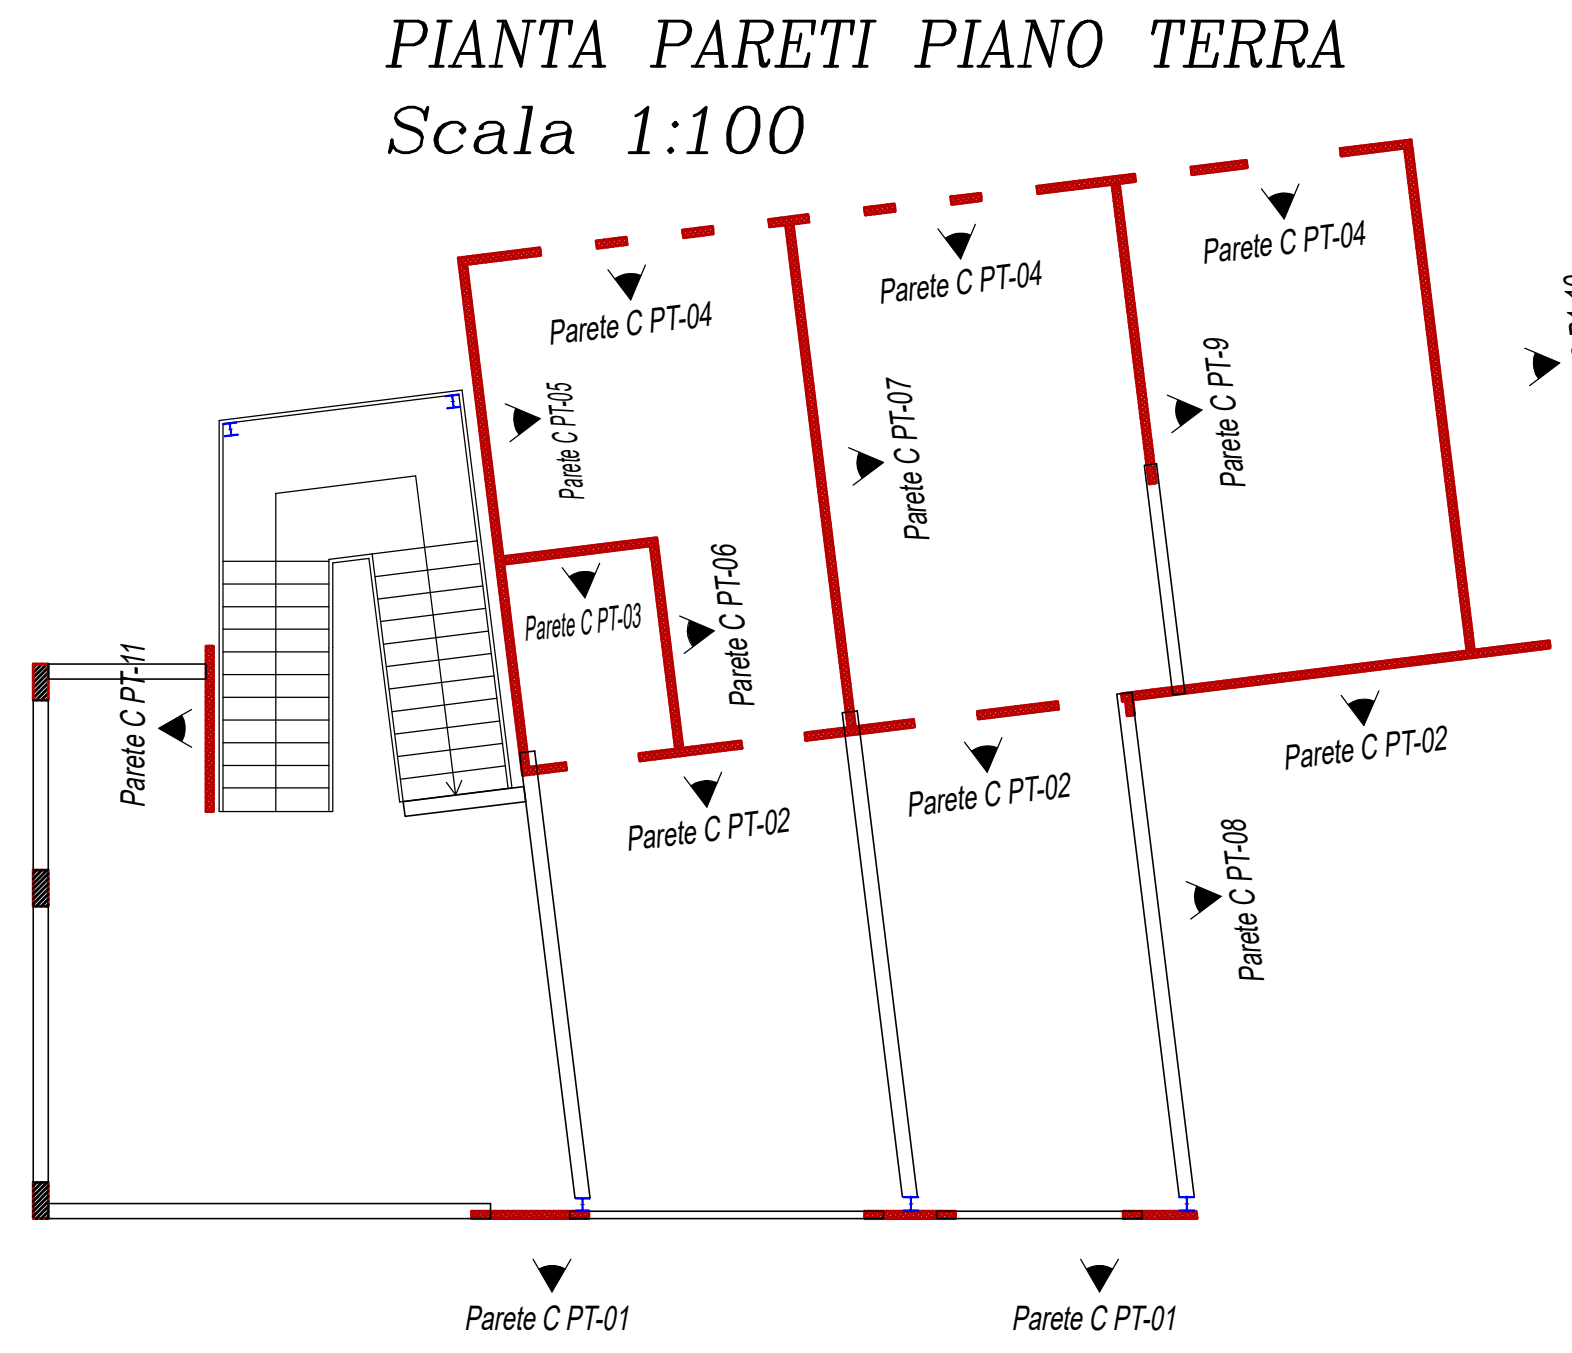 PIANTA PARETI PIANO TERRA
Scala 1:100
Parete C PT-04
Parete C PT-04
Parete C PT-04
Parete C PT-05
Parete C PT-07
Parete C PT-9
Parete C PT-03
Parete C PT-06
Parete C PT-11
Parete C PT-02
Parete C PT-02
Parete C PT-02
Parete C PT-08
Parete C PT-01
Parete C PT-01